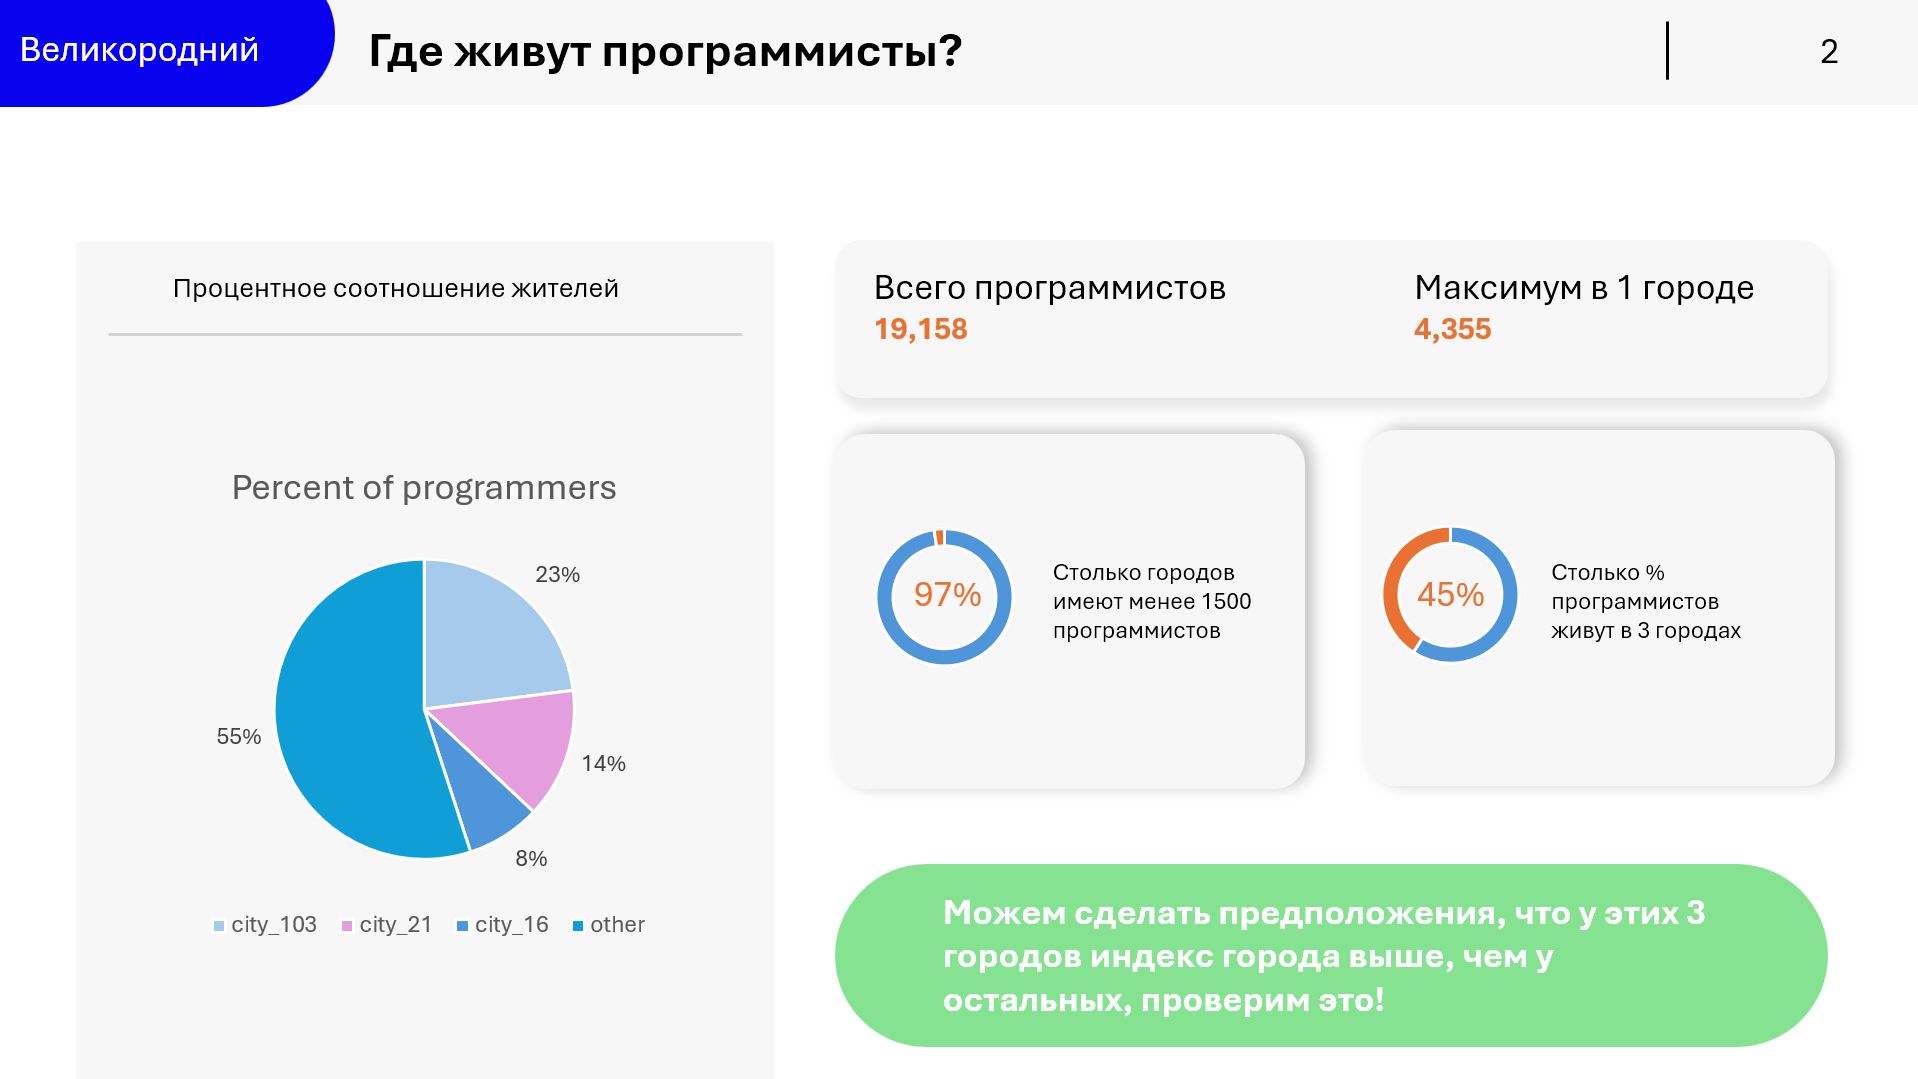 Великородний
Где живут программисты?
2
Процентное соотношение жителей
Percent of programmers
23%
14%
8%
55%
city_103
city_21
city_16
other
Всего программистов
19,158
Максимум в 1 городе
4,355
97%
Столько городов
имеют менее 1500
программистов
45%
Столько %
программистов
живут в 3 городах
Можем сделать предположения, что у этих 3
городов индекс города выше, чем у
остальных, проверим это!